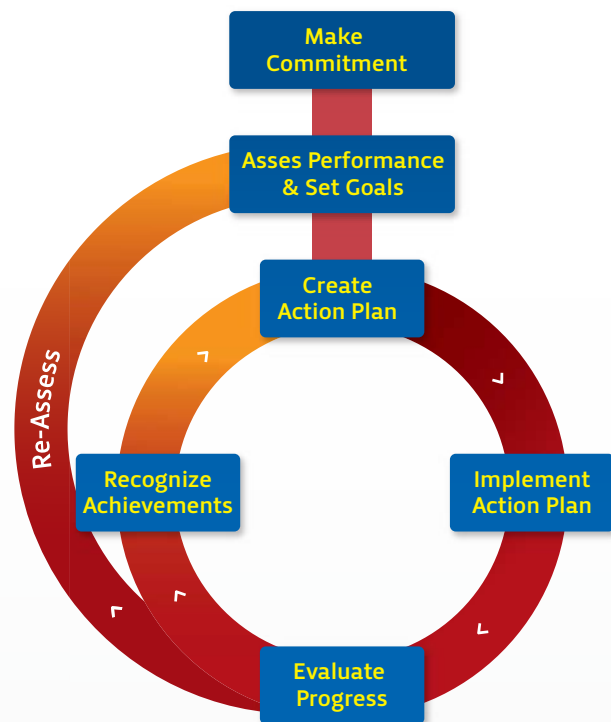 Make
Commitment
Asses Performance
& Set Goals
Create
Action Plan
Re-Assess
Recognize
Achievements
Implement
Action Plan
Evaluate
Progress